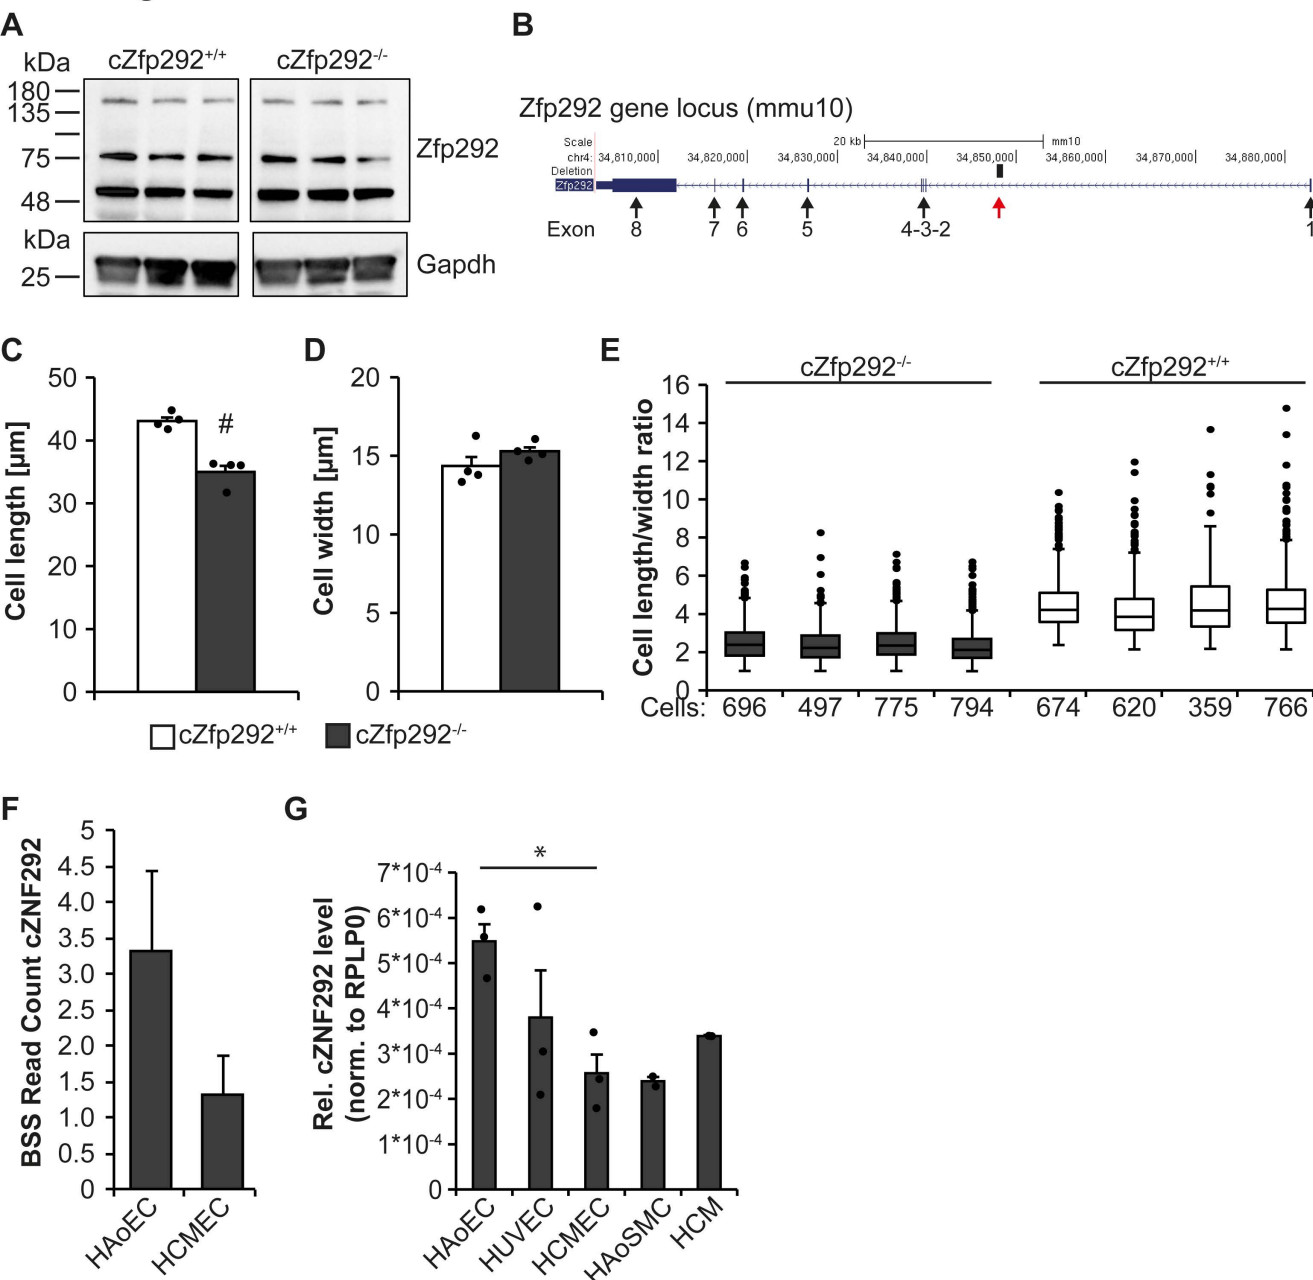 A
kDa
cZfp292+/+
cZfp292-/-
180
135
75
48
Zfp292
kDa
25
Gapdh
B
Zfp292 gene locus (mmu10)
Scale
20 kb
mm10
chr4:
34,810,000
34,820,000
34,830,000
34,840,000
34,850,000
34,860,000
34,870,000
34,880,000
Deletion
Zfp292
Exon
8
7
6
5
4-3-2
1
C
Cell length [µm]
50
40
30
20
10
0
#
D
Cell width [µm]
20
15
10
5
0
cZfp292+/+
cZfp292-/-
E
cZfp292-/-
cZfp292+/+
Cell length/width ratio
16
14
12
10
8
6
4
2
0
Cells:
696
497
775
794
674
620
359
766
F
BSS Read Count cZNF292
5
4.5
4.0
3.5
3.0
2.5
2.0
1.5
1.0
0.5
0
HAoEC
HCMEC
G
Rel. cZNF292 level
(norm. to RPLP0)
7*10-4
6*10-4
5*10-4
4*10-4
3*10-4
2*10-4
1*10-4
0
*
HAoEC
HUVEC
HCMEC
HAoSMC
HCM